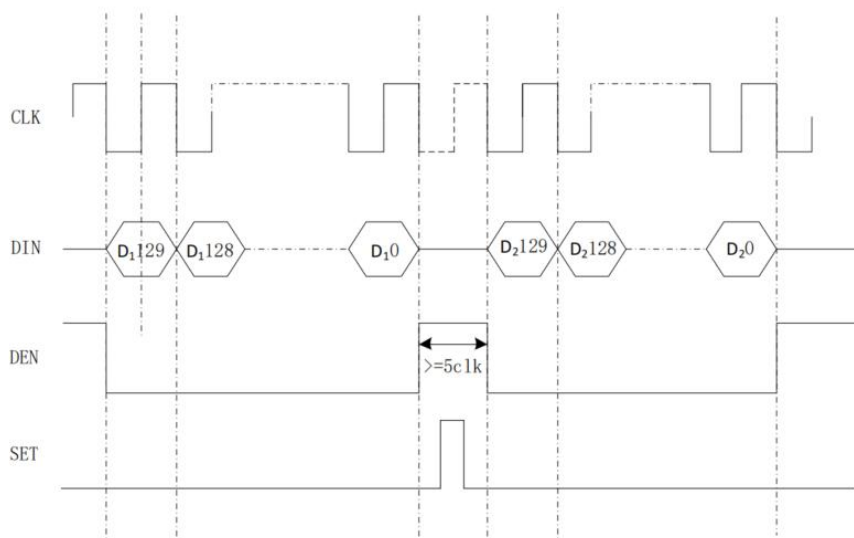 CLK
DIN D₁129 D₁128 D₁0 D₂129 D₂128 D₂0
DEN
>=5clk
SET